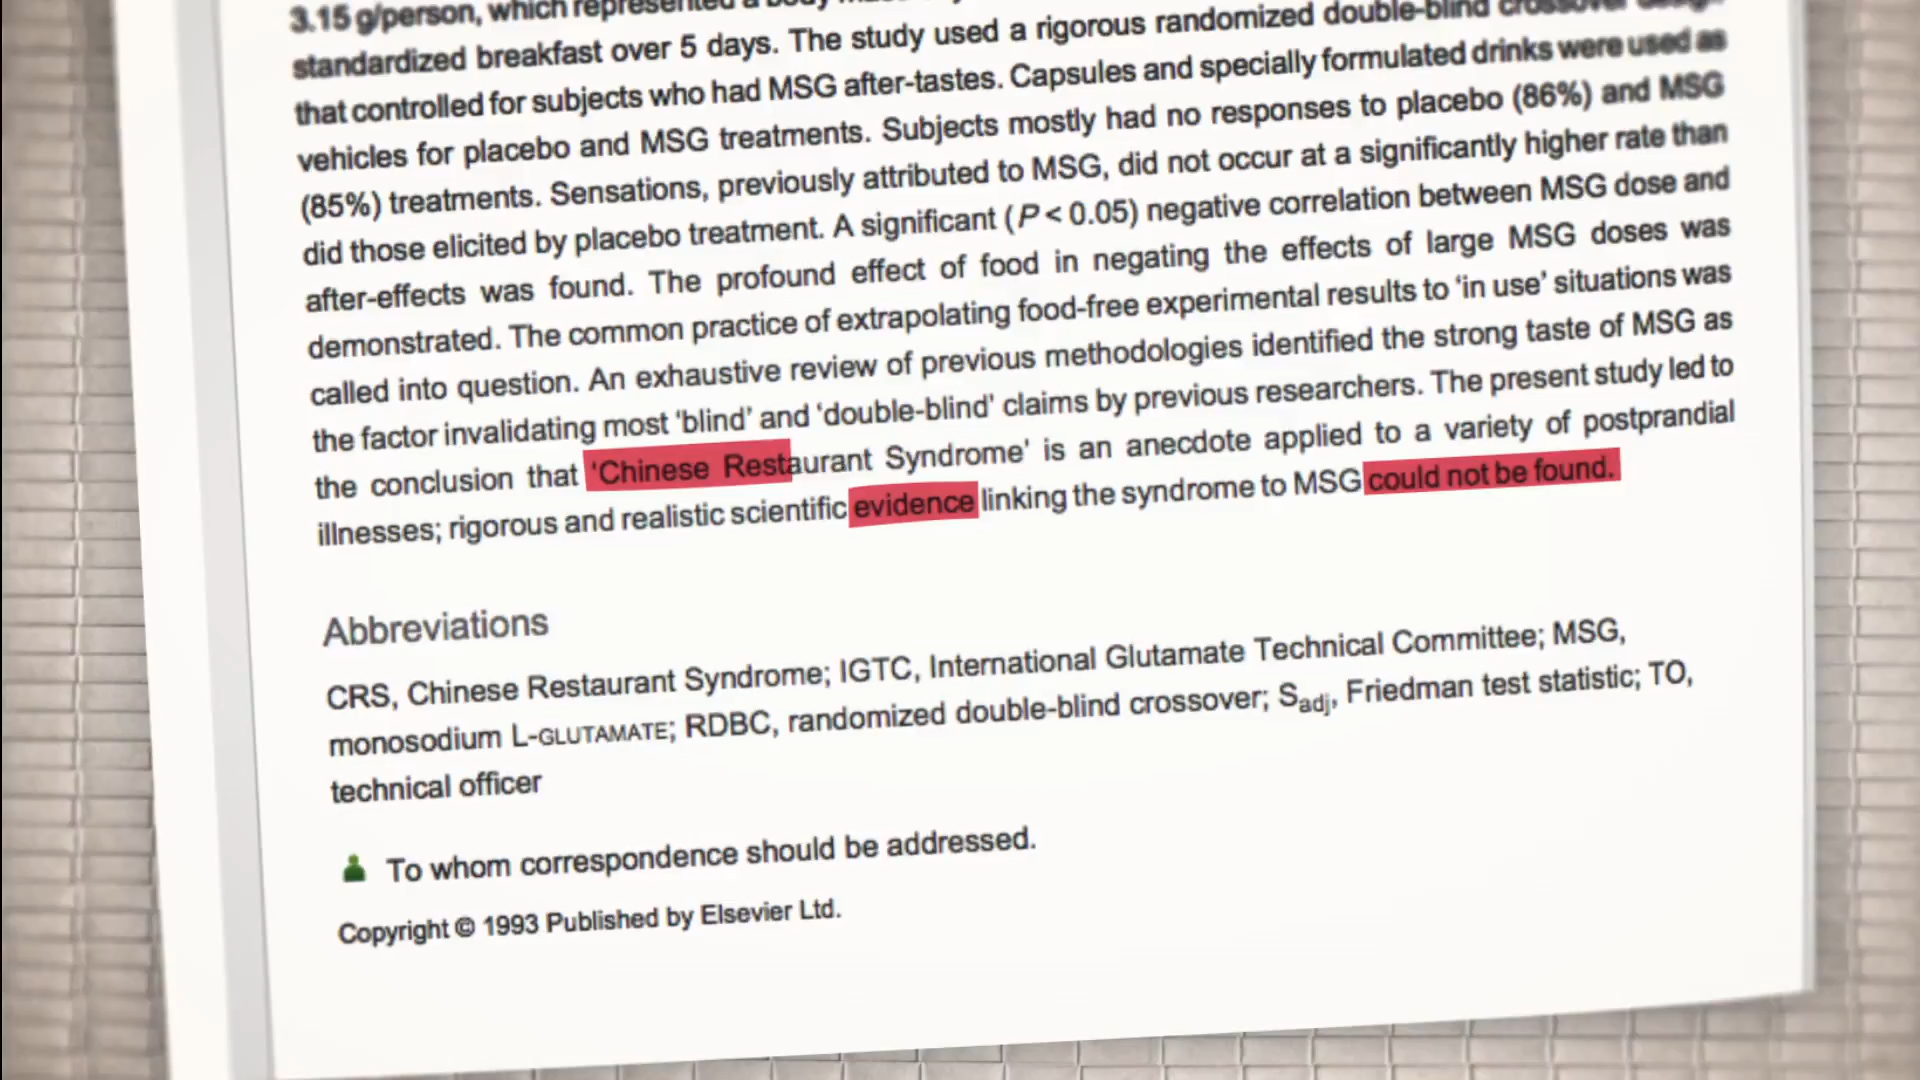 3.15 g/person, which represented a body
standardized breakfast over 5 days. The study used a rigorous randomized double-blind crossover design
that controlled for subjects who had MSG after-tastes. Capsules and specially formulated drinks were used as
vehicles for placebo and MSG treatments. Subjects mostly had no responses to placebo (86%) and MSG
(85%) treatments. Sensations, previously attributed to MSG, did not occur at a significantly higher rate than
did those elicited by placebo treatment. A significant (P < 0.05) negative correlation between MSG dose and
after-effects was found. The profound effect of food in negating the effects of large MSG doses was
demonstrated. The common practice of extrapolating food-free experimental results to ‘in use’ situations was
called into question. An exhaustive review of previous methodologies identified the strong taste of MSG as
the factor invalidating most ‘blind’ and ‘double-blind’ claims by previous researchers. The present study led to
the conclusion that ‘Chinese Restaurant Syndrome’ is an anecdote applied to a variety of postprandial
illnesses; rigorous and realistic scientific evidence linking the syndrome to MSG could not be found.
Abbreviations
CRS, Chinese Restaurant Syndrome; IGTC, International Glutamate Technical Committee; MSG,
monosodium L-GLUTAMATE; RDBC, randomized double-blind crossover; Sadj, Friedman test statistic; TO,
technical officer
To whom correspondence should be addressed.
Copyright © 1993 Published by Elsevier Ltd.